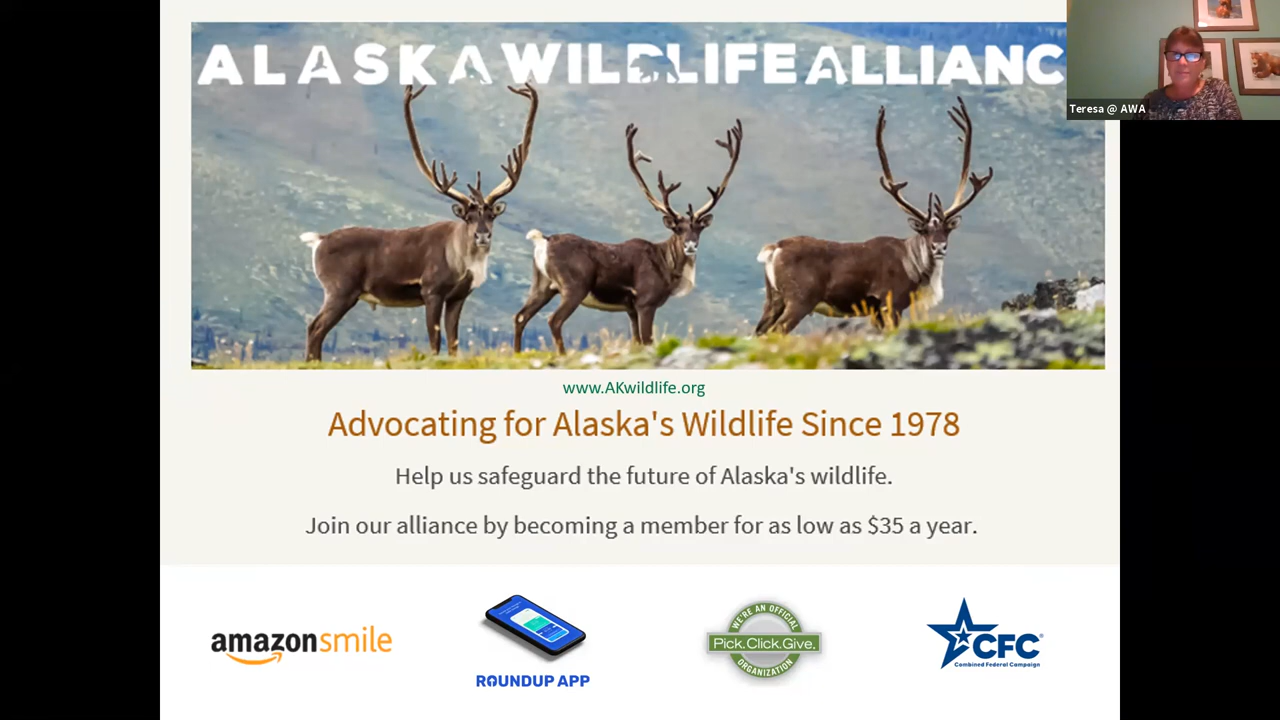 ALASKA WILDLIFE ALLIANC
Teresa @ AWA
www.AKwildlife.org
Advocating for Alaska's Wildlife Since 1978
Help us safeguard the future of Alaska's wildlife.
Join our alliance by becoming a member for as low as $35 a year.
amazonsmile
ROUNDUP APP
WE'RE AN OFFICIAL
Pick.Click.Give.
ORGANIZATION
CFC
Combined Federal Campaign